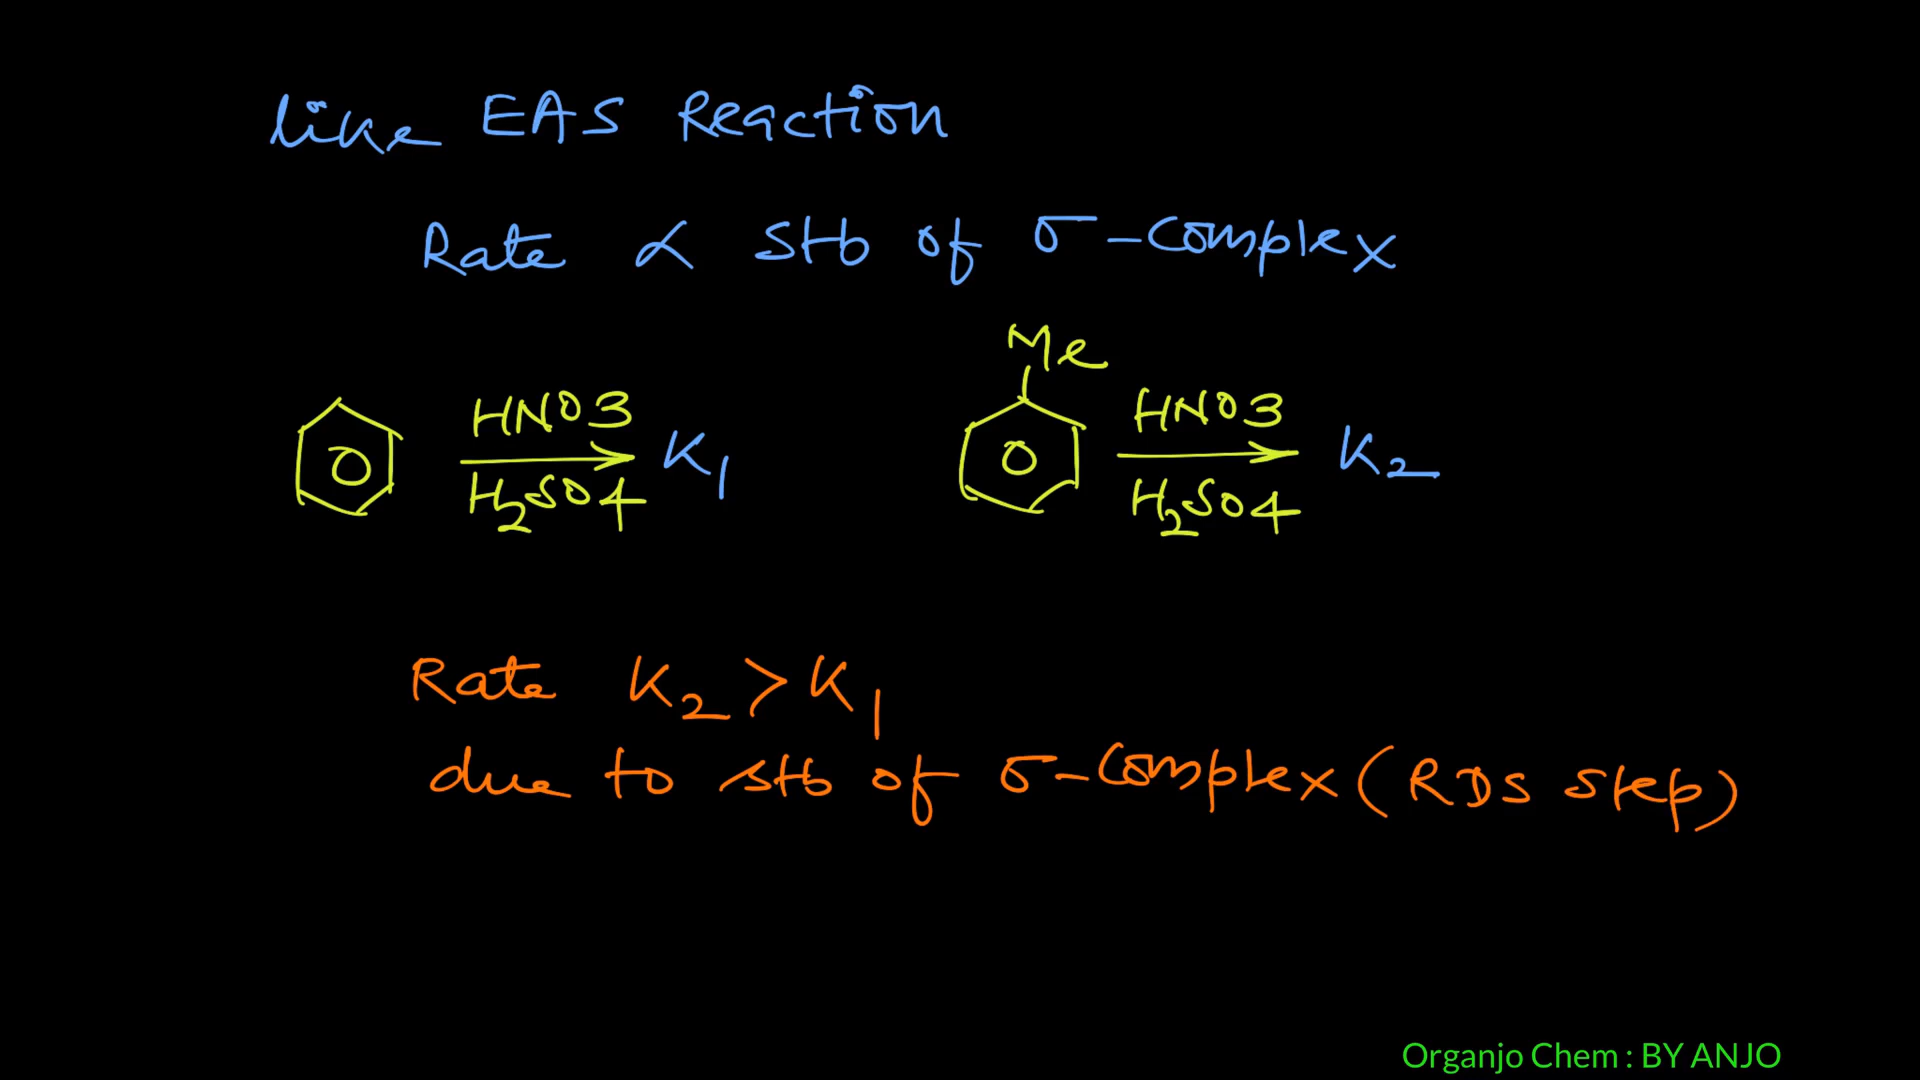 like EAS Reaction
Rate α stb of σ-complex
Me
HNO3
H2SO4
K1
HNO3
H2SO4
K2
Rate K2 > K1
due to stb of σ-complex (RDS step)
Organjo Chem : BY ANJO